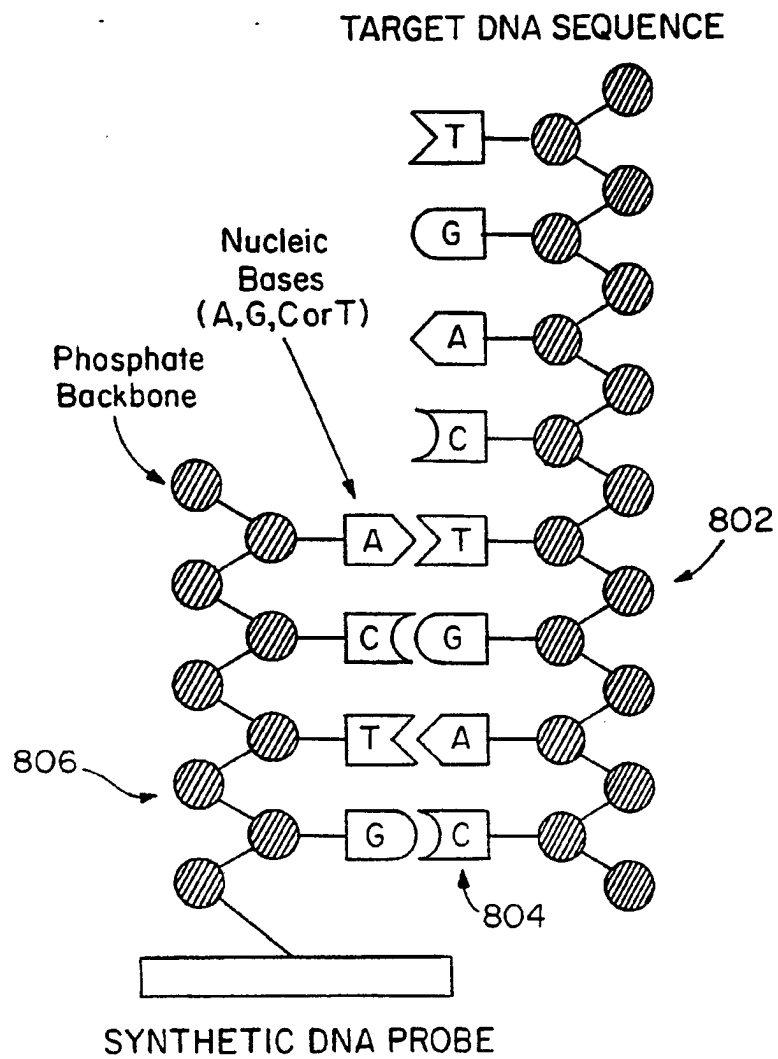 TARGET DNA SEQUENCE
T
G
Nucleic
Bases
(A,G,CorT)
A
Phosphate
Backbone
C
802
A T
C G
T A
806
G C
804
SYNTHETIC DNA PROBE